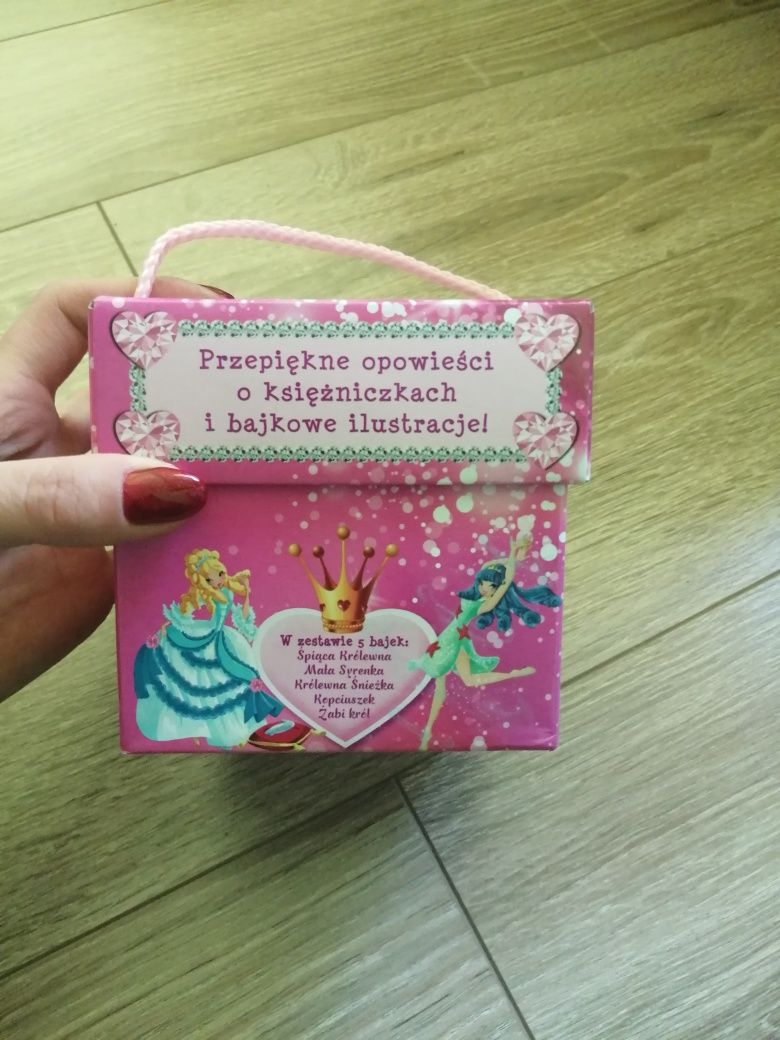 Przepiękne opowieści
o księżniczkach
i bajkowe ilustracje!
W zestawie 5 bajek:
Śpiąca Królewna
Mała Syrenka
Królewna Śnieżka
Kopciuszek
Żabi król